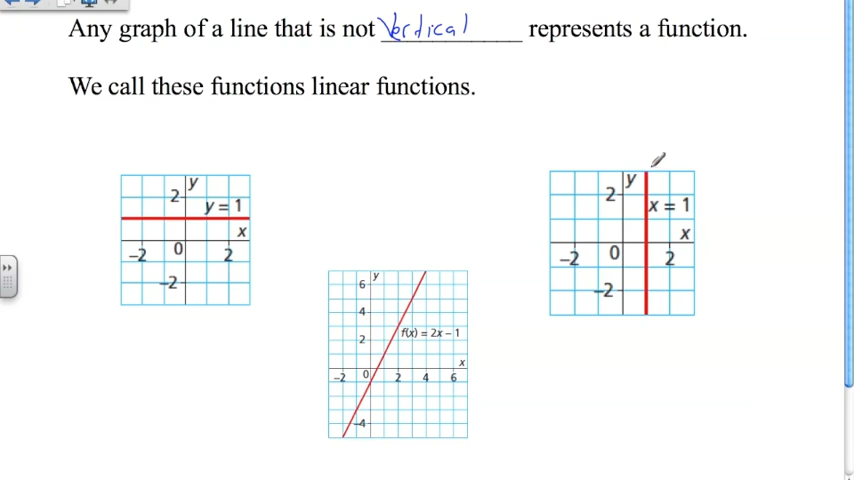 Any graph of a line that is not Vertical represents a function.
We call these functions linear functions.
y
2
y = 1
x
−2
0
2
−2
y
6
4
2
f(x) = 2x − 1
x
−2
0
2
4
6
−4
y
2
x = 1
x
−2
0
2
−2